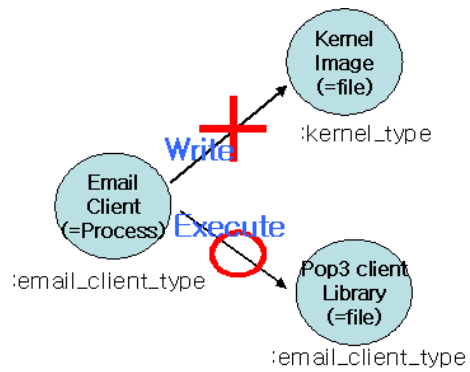 Kernel
Image
(=file)
:kernel_type
Write
Email
Client
(=Process)
Execute
:email_client_type
Pop3 client
Library
(=file)
:email_client_type